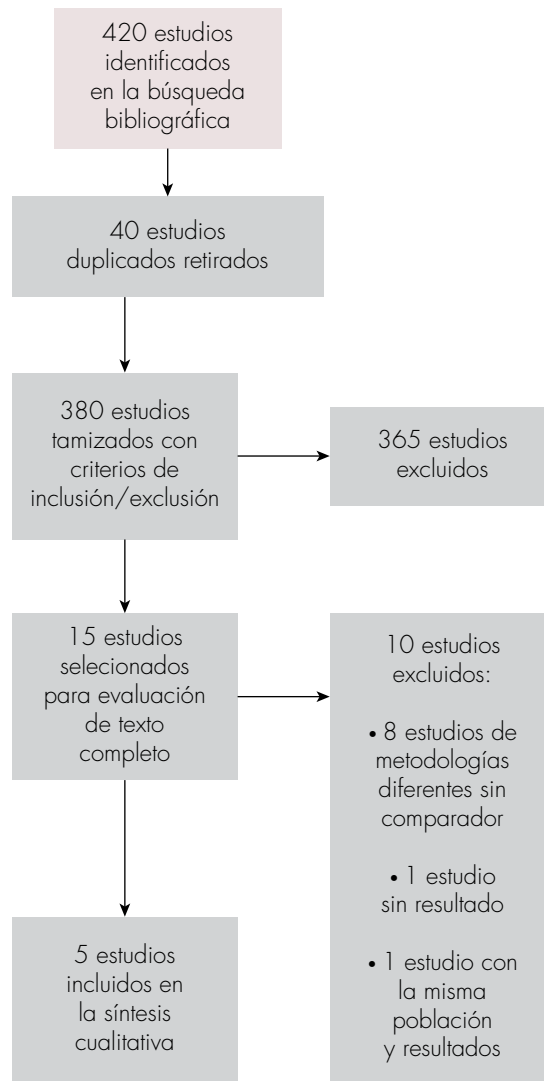 420 estudios
identificados
en la búsqueda
bibliográfica
40 estudios
duplicados retirados
380 estudios
tamizados con
criterios de
inclusión/exclusión
365 estudios
excluidos
15 estudios
selecionados
para evaluación
de texto
completo
10 estudios
excluidos:
• 8 estudios de
metodologías
diferentes sin
comparador
• 1 estudio
sin resultado
• 1 estudio con
la misma
población
y resultados
5 estudios
incluidos en
la síntesis
cualitativa